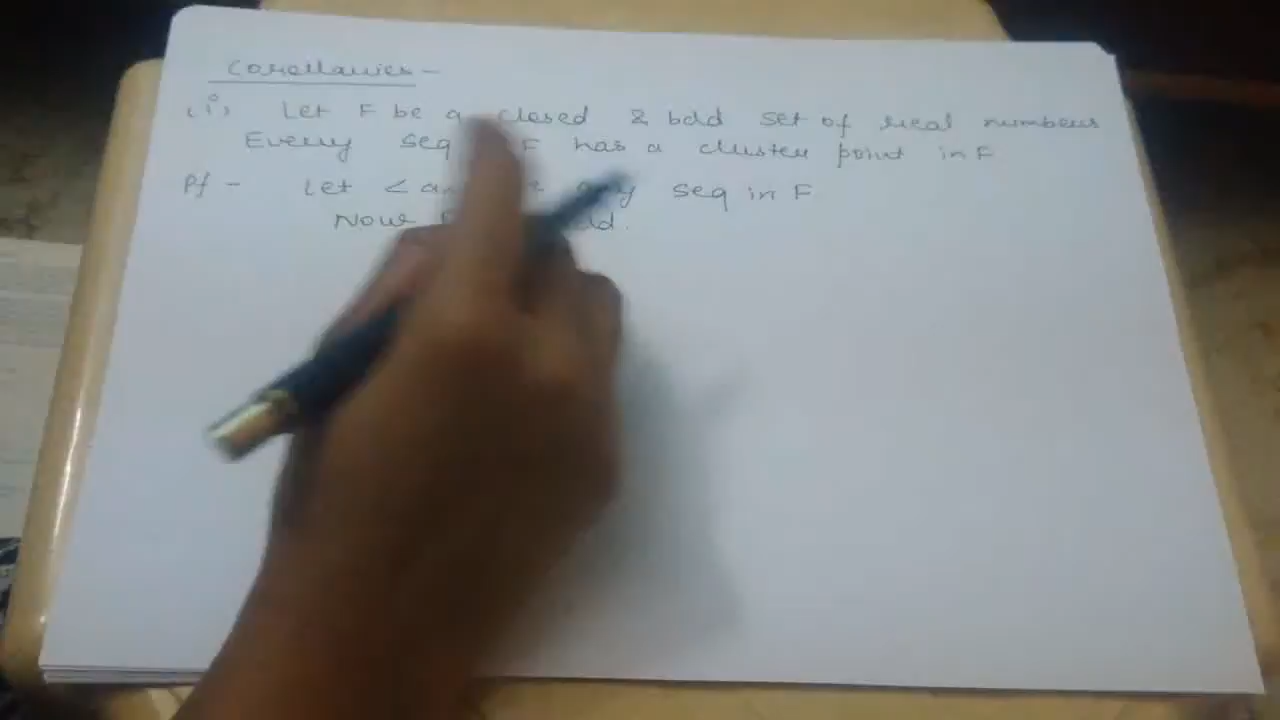 Corollaries -
(i) Let F be a closed & bdd set of real numbers
Every seq F has a cluster point in F
Pf - Let < any seq in F
Now